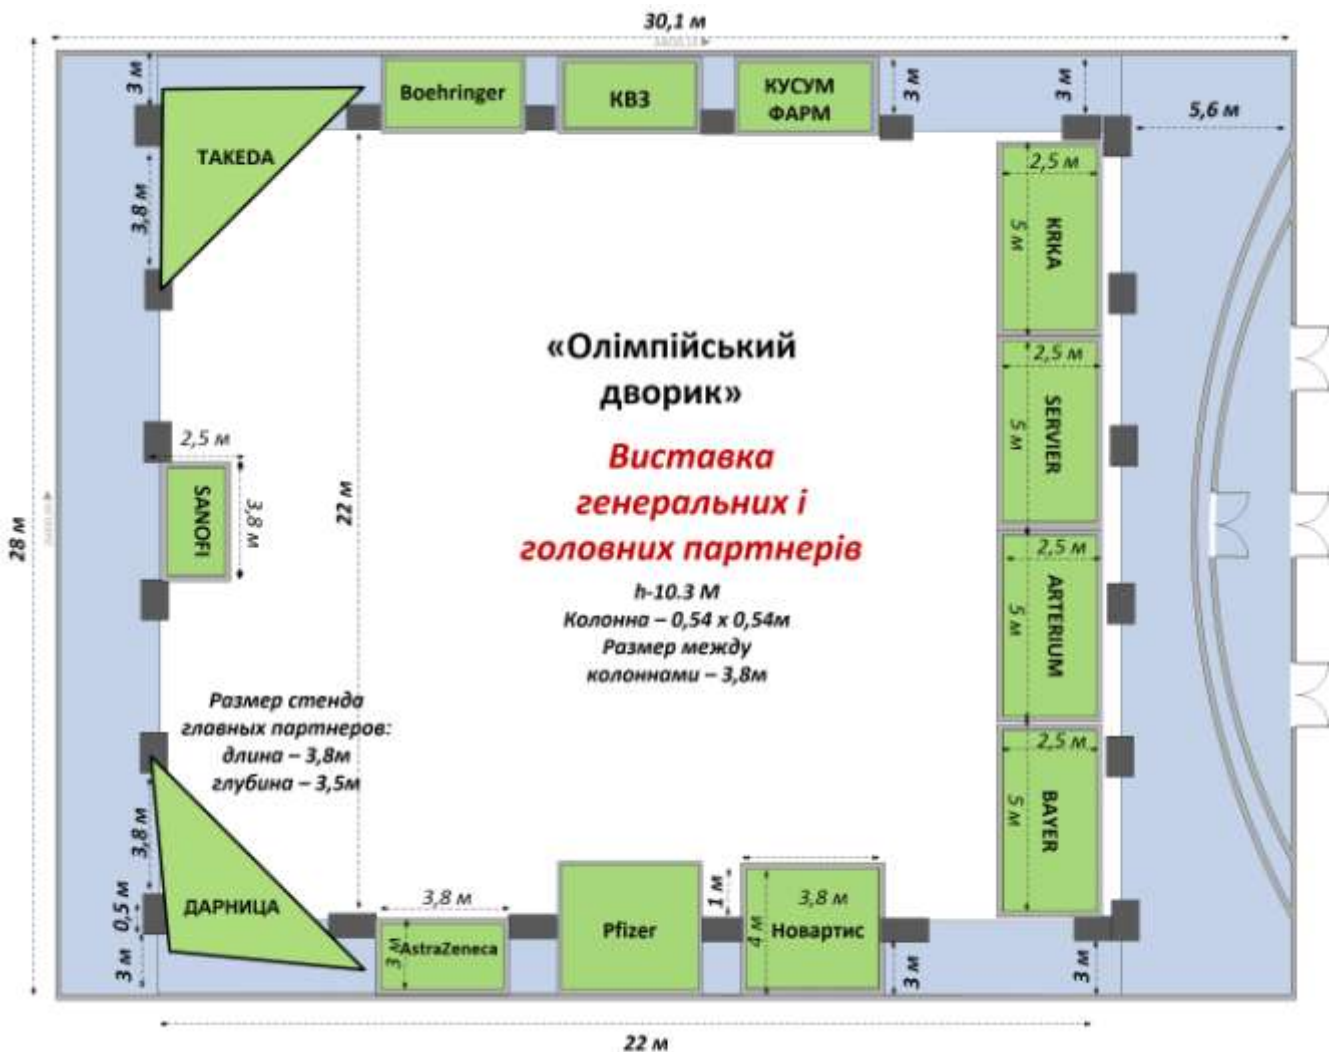 30,1 м
3 м
Boehringer
КВЗ
КУСУМ
ФАРМ
3 м
3 м
5,6 м
TAKEDA
3,8 м
2,5 м
5 м
KRKA
«Олімпійський
дворик»
2,5 м
5 м
SERVIER
Виставка
генеральних і
головних партнерів
2,5 м
SANOFI
3,8 м
22 м
28 м
h-10.3 М
Колонна – 0,54 х 0,54м
Размер между
колоннами – 3,8м
2,5 м
5 м
ARTERIUM
Размер стенда
главных партнеров:
длина – 3,8м
глубина – 3,5м
2,5 м
5 м
BAYER
3,8 м
0,5 м
3 м
ДАРНИЦА
3,8 м
AstraZeneca
3 м
Pfizer
1 м
3,8 м
4 м
Новартис
3 м
3 м
22 м